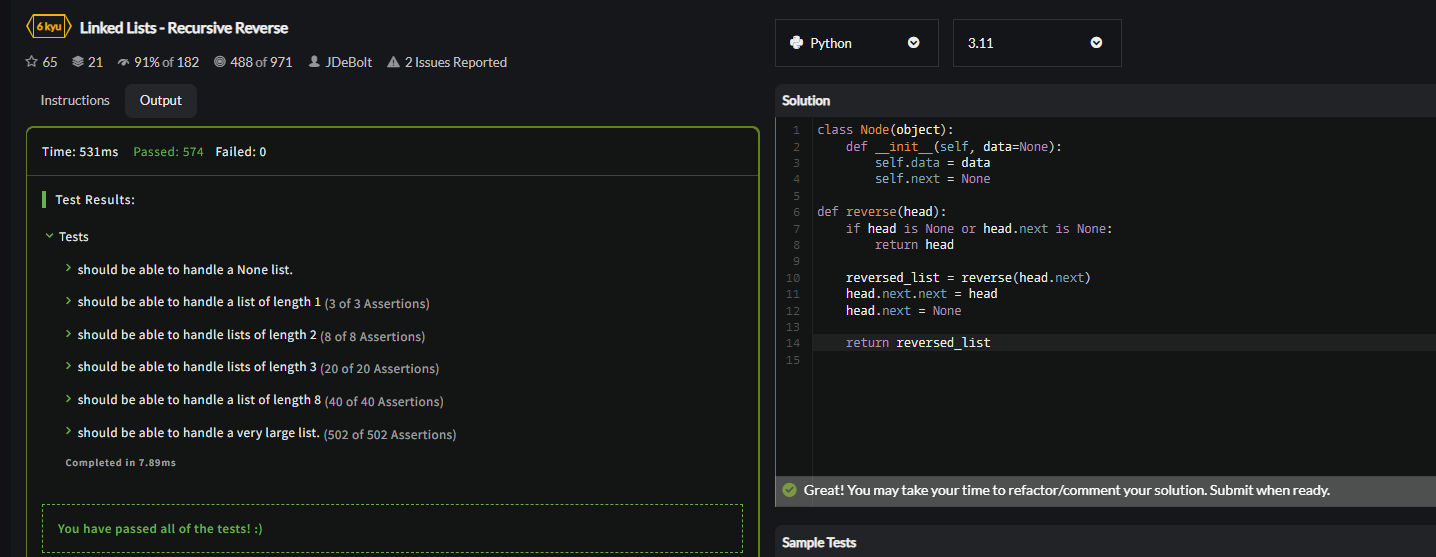 6 kyu Linked Lists - Recursive Reverse
65 21 91% of 182 488 of 971 JDeBolt 2 Issues Reported
Instructions Output
Time: 531ms Passed: 574 Failed: 0
Test Results:
Tests
should be able to handle a None list.
should be able to handle a list of length 1 (3 of 3 Assertions)
should be able to handle lists of length 2 (8 of 8 Assertions)
should be able to handle lists of length 3 (20 of 20 Assertions)
should be able to handle a list of length 8 (40 of 40 Assertions)
should be able to handle a very large list. (502 of 502 Assertions)
Completed in 7.89ms
You have passed all of the tests! :)
Python 3.11
Solution
1 class Node(object):
2     def __init__(self, data=None):
3         self.data = data
4         self.next = None
5
6 def reverse(head):
7     if head is None or head.next is None:
8         return head
9
10     reversed_list = reverse(head.next)
11     head.next.next = head
12     head.next = None
13
14     return reversed_list
15
Great! You may take your time to refactor/comment your solution. Submit when ready.
Sample Tests